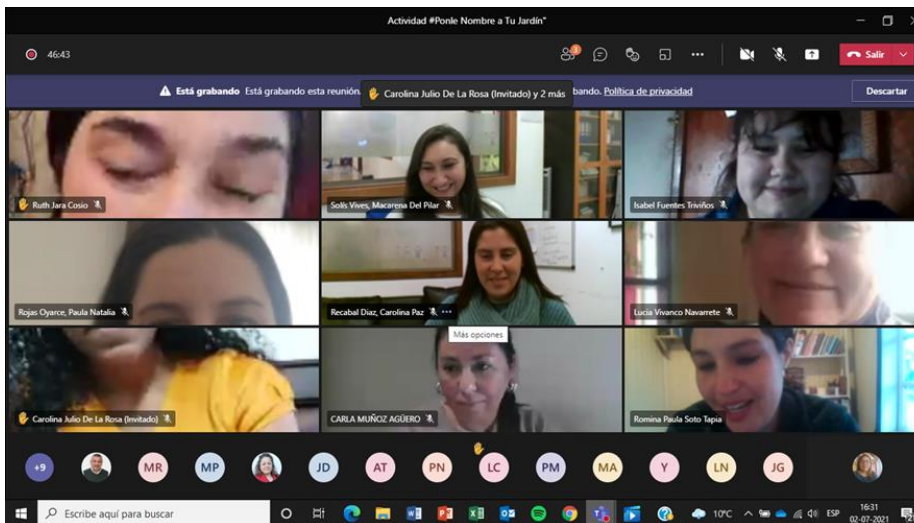 Actividad #Ponle Nombre a Tu Jardín"
46:43
3
Salir
Está grabando Está grabando esta reunión.
Carolina Julio De La Rosa (Invitado) y 2 más
bando. Política de privacidad
Descartar
Ruth Jara Cosio
Solís Vives, Macarena Del Pilar
Isabel Fuentes Triviños
Rojas Oyarce, Paula Natalia
Recabal Diaz, Carolina Paz
Lucia Vivanco Navarrete
Más opciones
Carolina Julio De La Rosa (Invitado)
CARLA MUÑOZ AGÜERO
Romina Paula Soto Tapia
+9 MR MP JD AT PN LC PM MA Y LN JG
Escribe aquí para buscar
10°C
ESP
16:31
02-07-2021